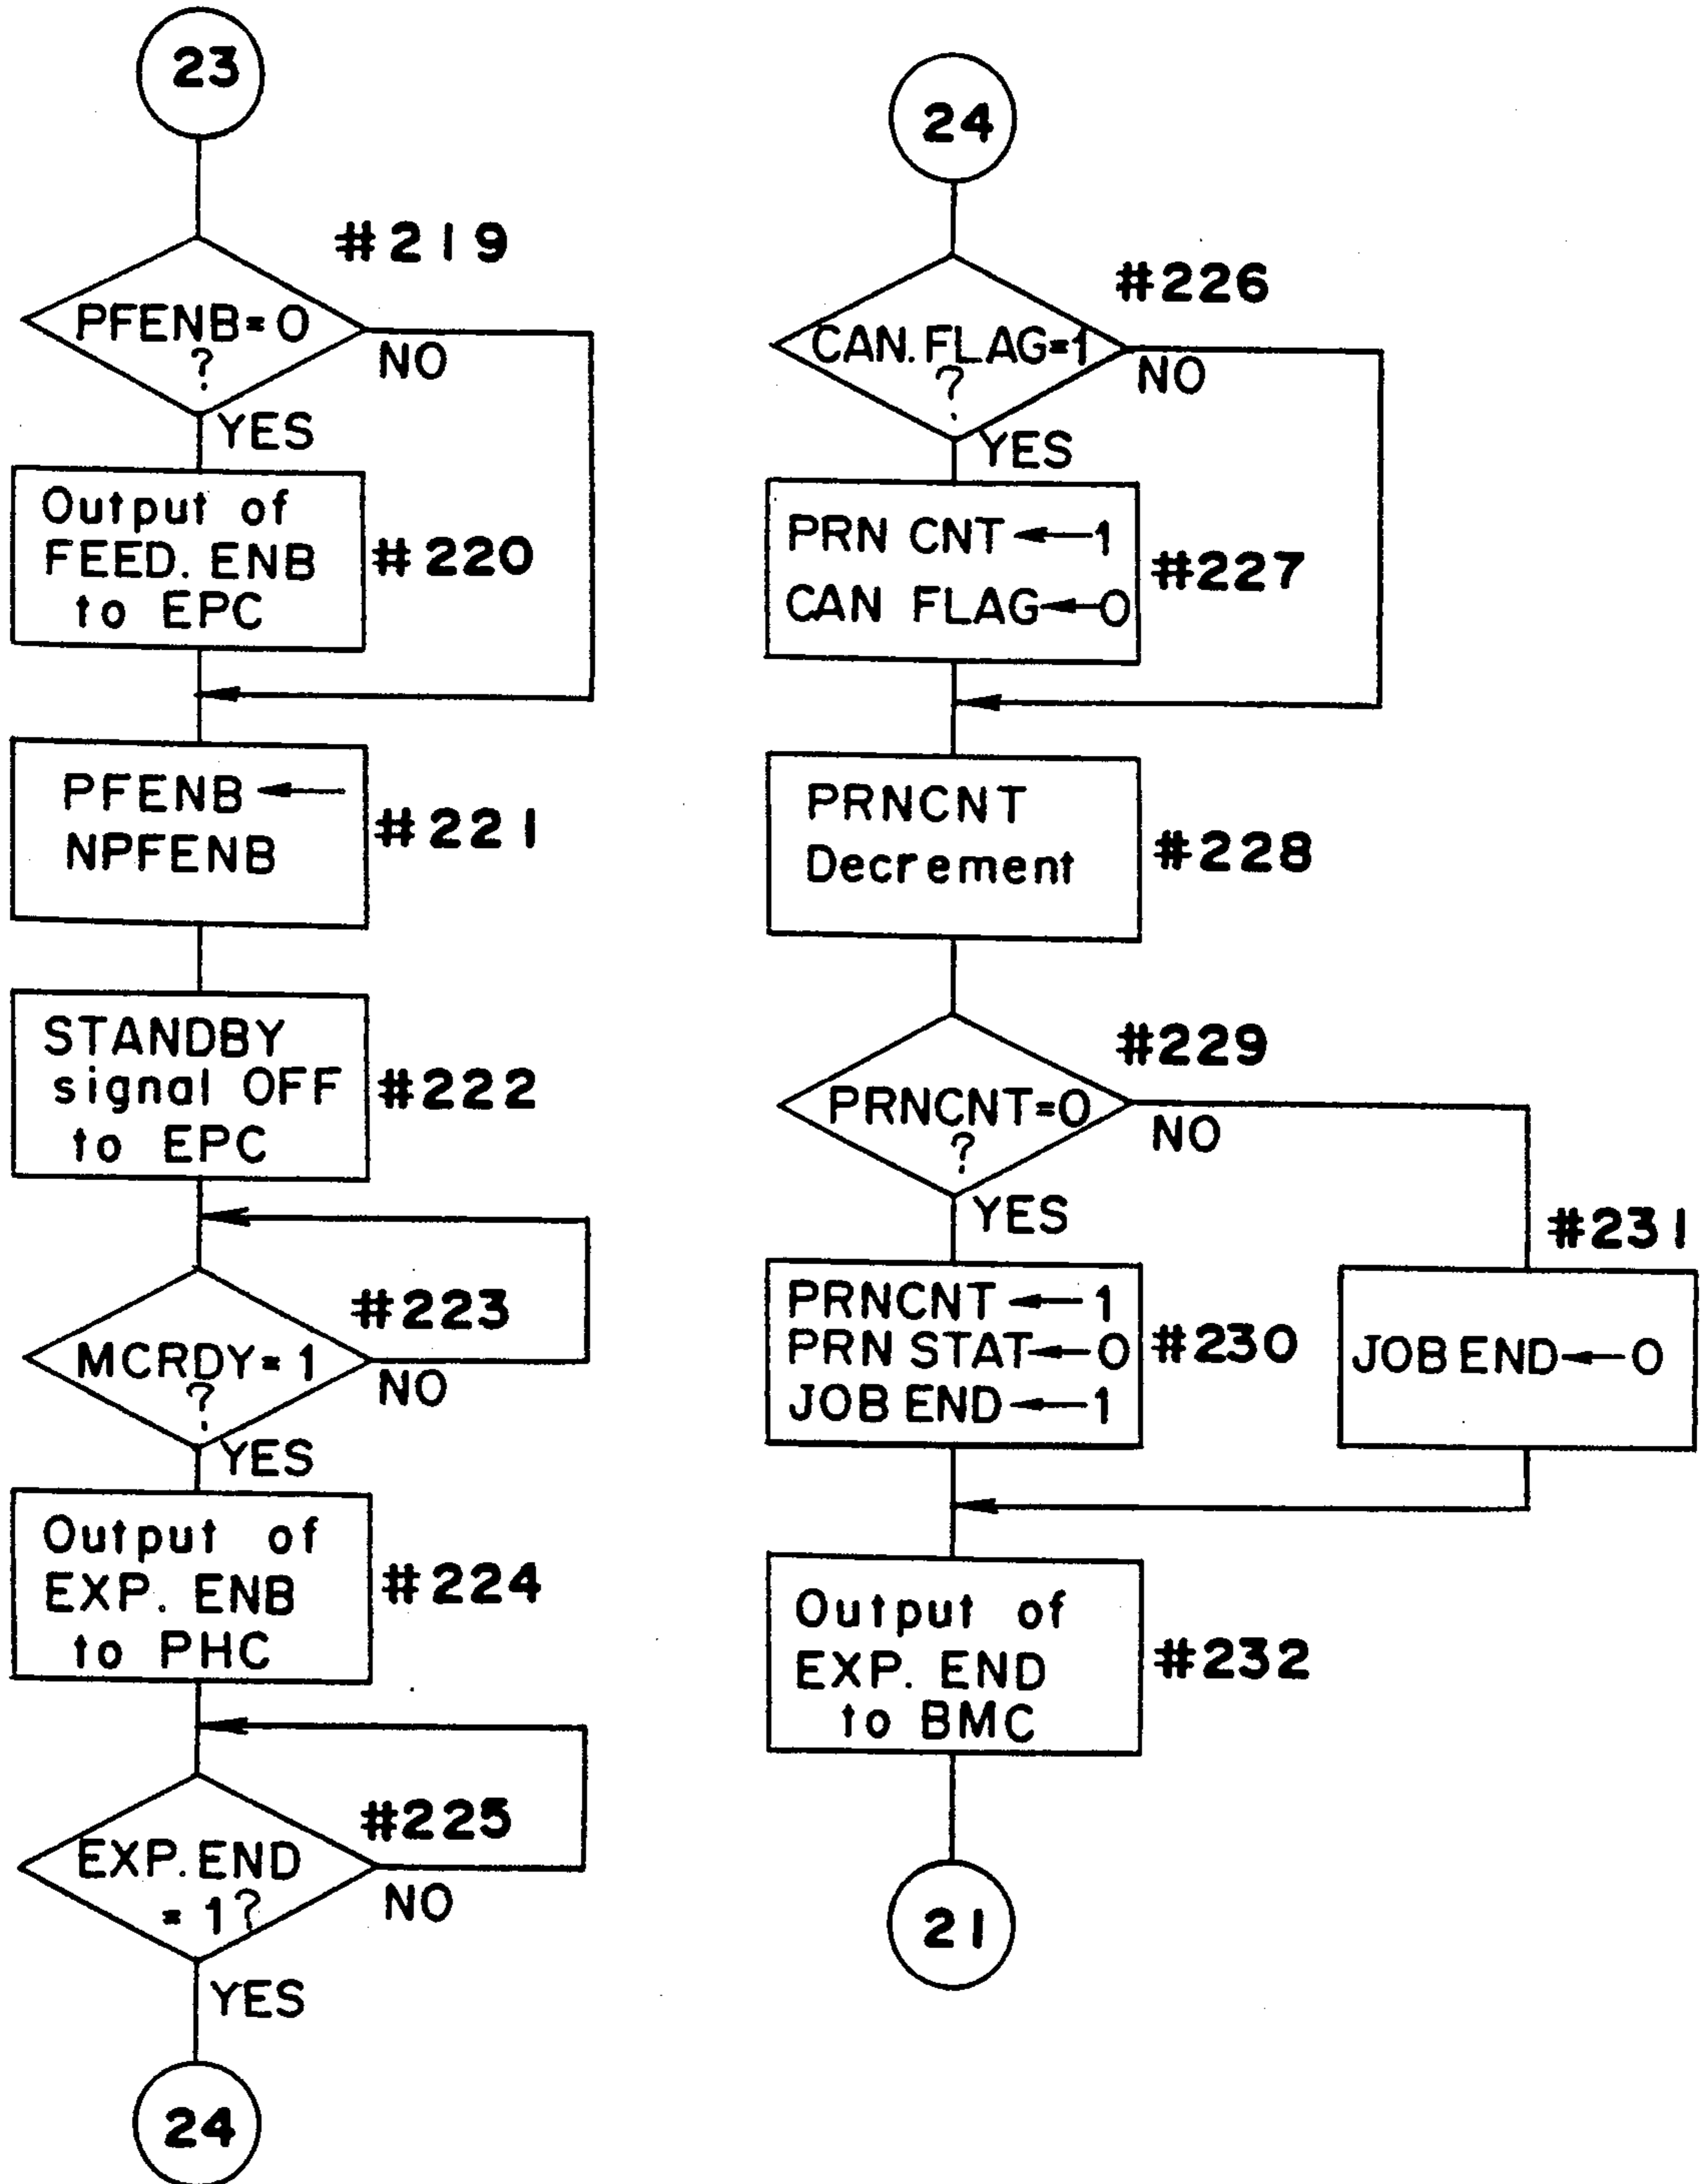 23
#219
PFENB=0
?
NO
YES
Output of
FEED. ENB
to EPC
#220
PFENB ←
NPFENB
#221
STANDBY
signal OFF
to EPC
#222
#223
MCRDY=1
?
NO
YES
Output of
EXP. ENB
to PHC
#224
#225
EXP. END
= 1?
NO
YES
24
24
#226
CAN. FLAG=1
?
NO
YES
PRN CNT ← 1
CAN FLAG ← 0
#227
PRNCNT
Decrement
#228
#229
PRNCNT=0
?
NO
YES
PRNCNT ← 1
PRN STAT ← 0
JOB END ← 1
#230
#231
JOB END ← 0
Output of
EXP. END
to BMC
#232
21